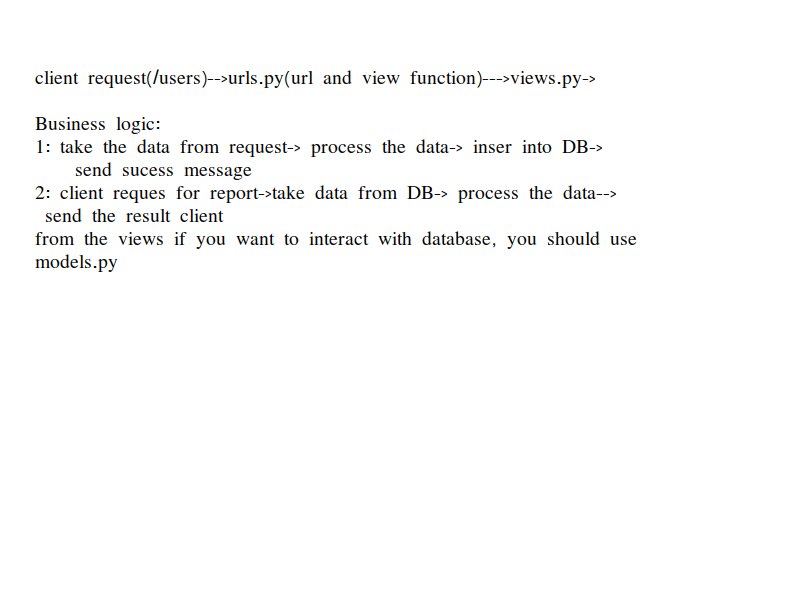 client request(/users)-->urls.py(url and view function)--->views.py->
Business logic:
1: take the data from request-> process the data-> inser into DB->
send sucess message
2: client reques for report->take data from DB-> process the data-->
send the result client
from the views if you want to interact with database, you should use
models.py